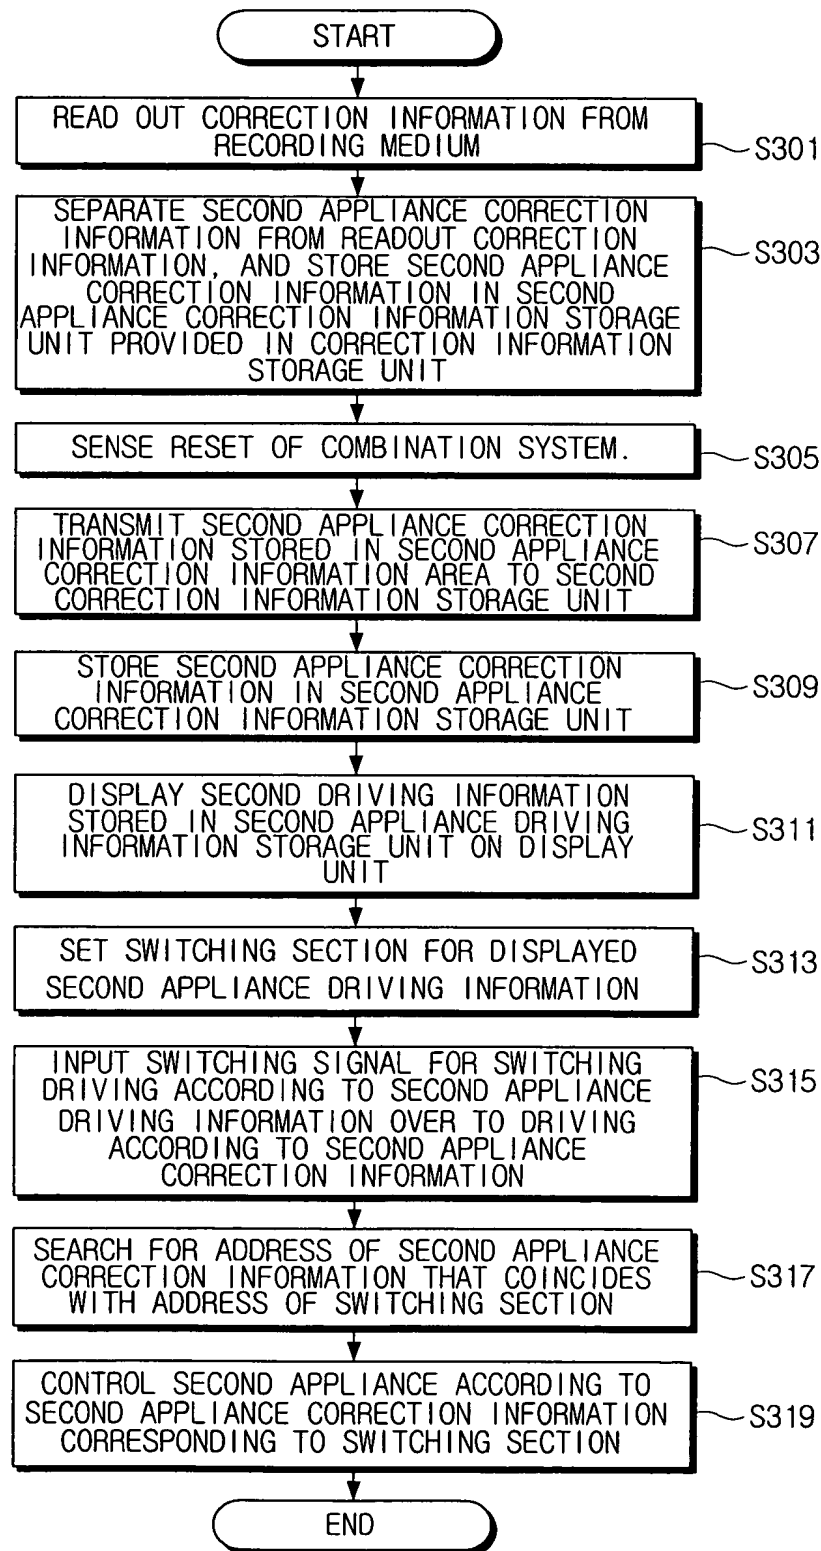 START
READ OUT CORRECTION INFORMATION FROM
RECORDING MEDIUM
S301
SEPARATE SECOND APPLIANCE CORRECTION
INFORMATION FROM READOUT CORRECTION
INFORMATION, AND STORE SECOND APPLIANCE
CORRECTION INFORMATION IN SECOND
APPLIANCE CORRECTION INFORMATION STORAGE
UNIT PROVIDED IN CORRECTION INFORMATION
STORAGE UNIT
S303
SENSE RESET OF COMBINATION SYSTEM.
S305
TRANSMIT SECOND APPLIANCE CORRECTION
INFORMATION STORED IN SECOND APPLIANCE
CORRECTION INFORMATION AREA TO SECOND
CORRECTION INFORMATION STORAGE UNIT
S307
STORE SECOND APPLIANCE CORRECTION
INFORMATION IN SECOND APPLIANCE
CORRECTION INFORMATION STORAGE UNIT
S309
DISPLAY SECOND DRIVING INFORMATION
STORED IN SECOND APPLIANCE DRIVING
INFORMATION STORAGE UNIT ON DISPLAY
UNIT
S311
SET SWITCHING SECTION FOR DISPLAYED
SECOND APPLIANCE DRIVING INFORMATION
S313
INPUT SWITCHING SIGNAL FOR SWITCHING
DRIVING ACCORDING TO SECOND APPLIANCE
DRIVING INFORMATION OVER TO DRIVING
ACCORDING TO SECOND APPLIANCE
CORRECTION INFORMATION
S315
SEARCH FOR ADDRESS OF SECOND APPLIANCE
CORRECTION INFORMATION THAT COINCIDES
WITH ADDRESS OF SWITCHING SECTION
S317
CONTROL SECOND APPLIANCE ACCORDING TO
SECOND APPLIANCE CORRECTION INFORMATION
CORRESPONDING TO SWITCHING SECTION
S319
END